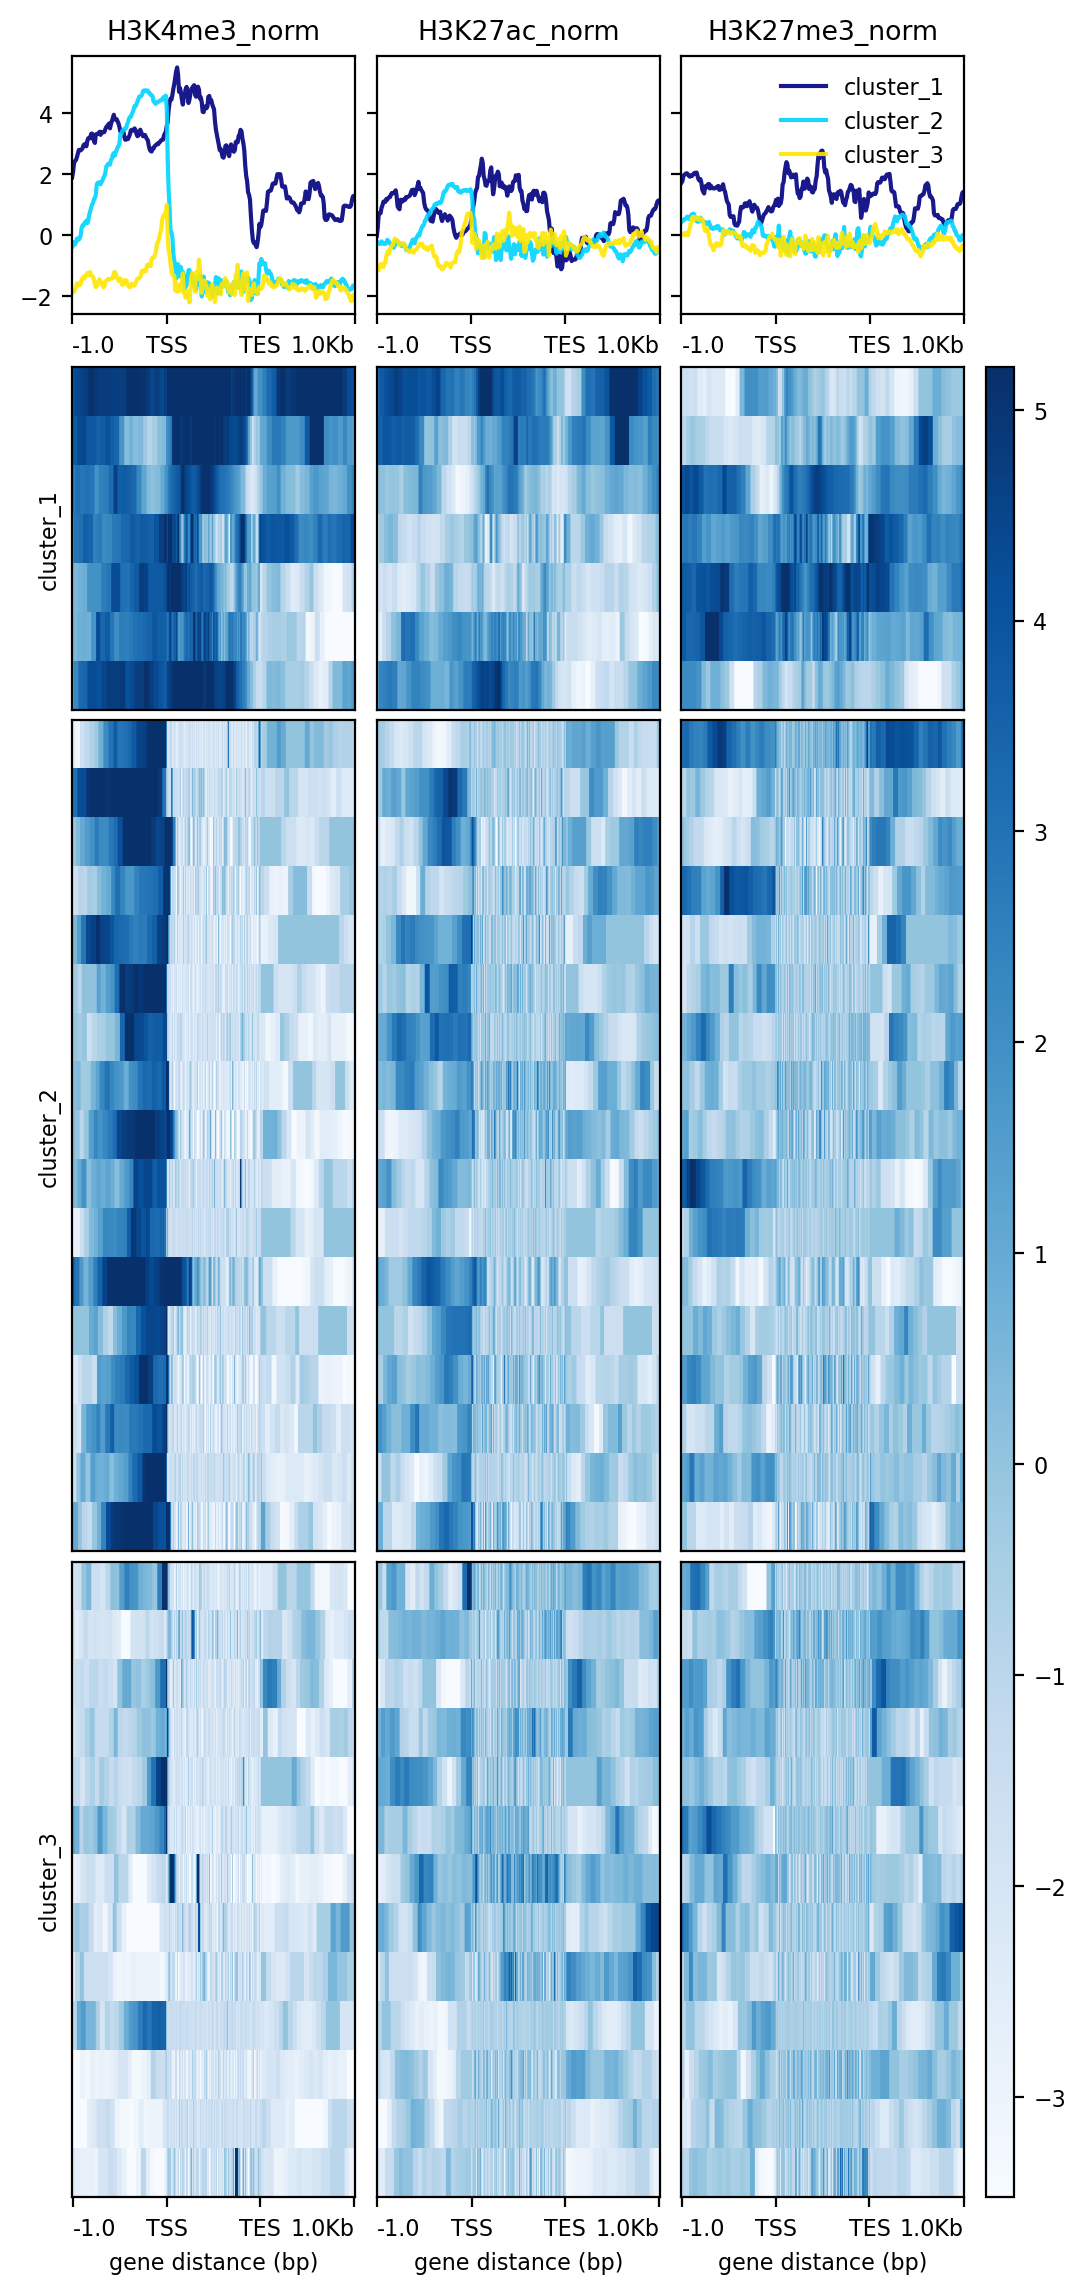 H3K4me3_norm H3K27ac_norm H3K27me3_norm
cluster_1
cluster_2
cluster_3
4
2
0
−2
-1.0 TSS TES 1.0Kb -1.0 TSS TES 1.0Kb -1.0 TSS TES 1.0Kb
cluster_1
cluster_2
cluster_3
5
4
3
2
1
0
−1
−2
−3
-1.0 TSS TES 1.0Kb -1.0 TSS TES 1.0Kb -1.0 TSS TES 1.0Kb
gene distance (bp) gene distance (bp) gene distance (bp)